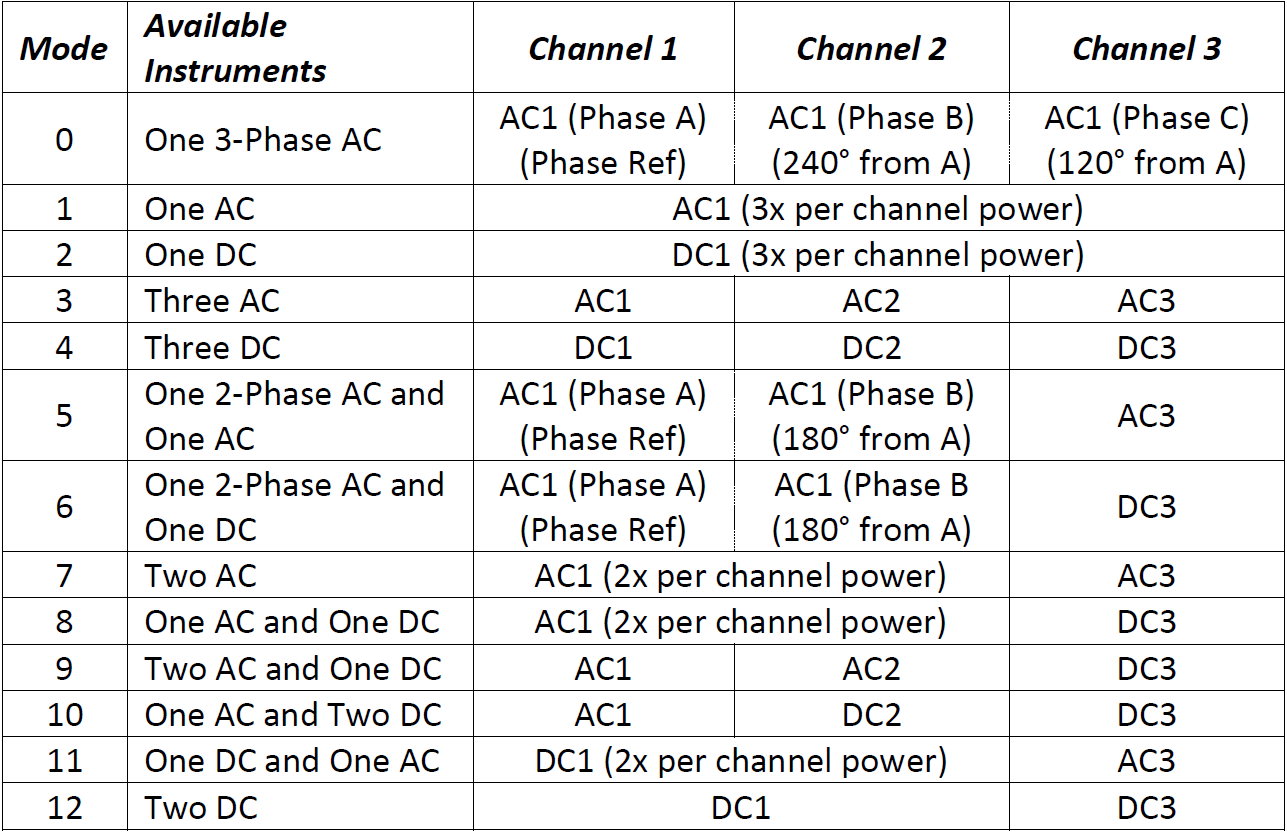 Mode Available Instruments Channel 1 Channel 2 Channel 3
0 One 3-Phase AC AC1 (Phase A) (Phase Ref) AC1 (Phase B) (240° from A) AC1 (Phase C) (120° from A)
1 One AC AC1 (3x per channel power)
2 One DC DC1 (3x per channel power)
3 Three AC AC1 AC2 AC3
4 Three DC DC1 DC2 DC3
5 One 2-Phase AC and One AC AC1 (Phase A) (Phase Ref) AC1 (Phase B) (180° from A) AC3
6 One 2-Phase AC and One DC AC1 (Phase A) (Phase Ref) AC1 (Phase B (180° from A) DC3
7 Two AC AC1 (2x per channel power) AC3
8 One AC and One DC AC1 (2x per channel power) DC3
9 Two AC and One DC AC1 AC2 DC3
10 One AC and Two DC AC1 DC2 DC3
11 One DC and One AC DC1 (2x per channel power) AC3
12 Two DC DC1 DC3